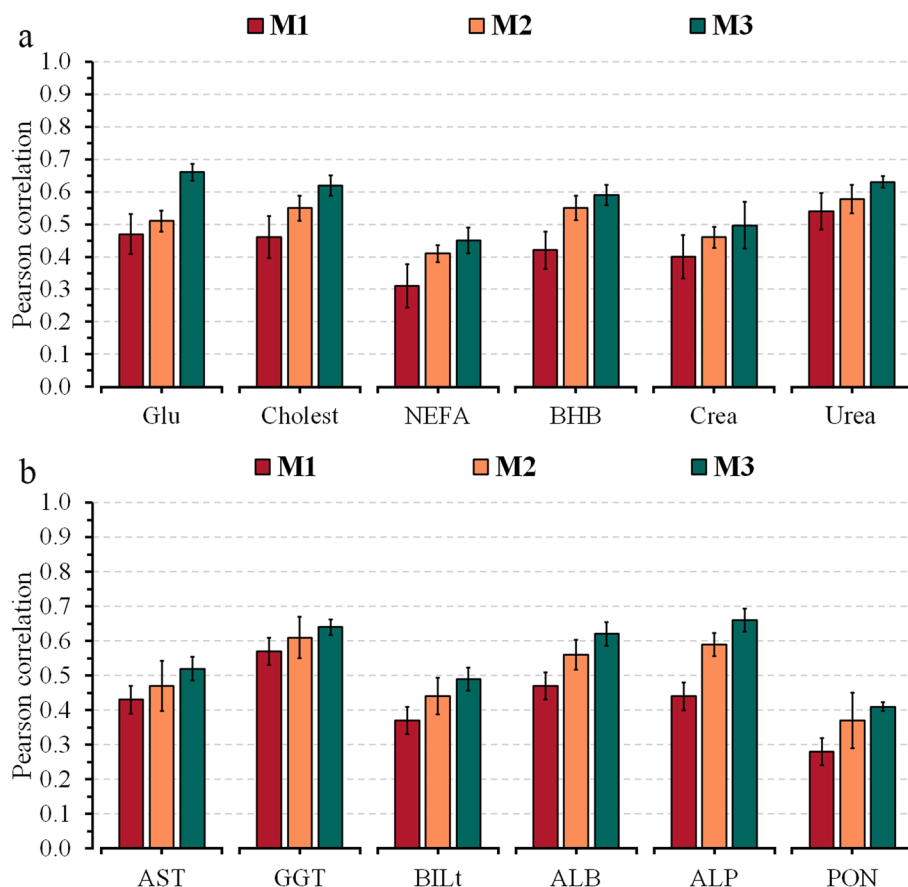 a
M1 M2 M3
Pearson correlation
1.0
0.9
0.8
0.7
0.6
0.5
0.4
0.3
0.2
0.1
0.0
Glu Cholest NEFA BHB Crea Urea
b
M1 M2 M3
Pearson correlation
1.0
0.9
0.8
0.7
0.6
0.5
0.4
0.3
0.2
0.1
0.0
AST GGT BILt ALB ALP PON